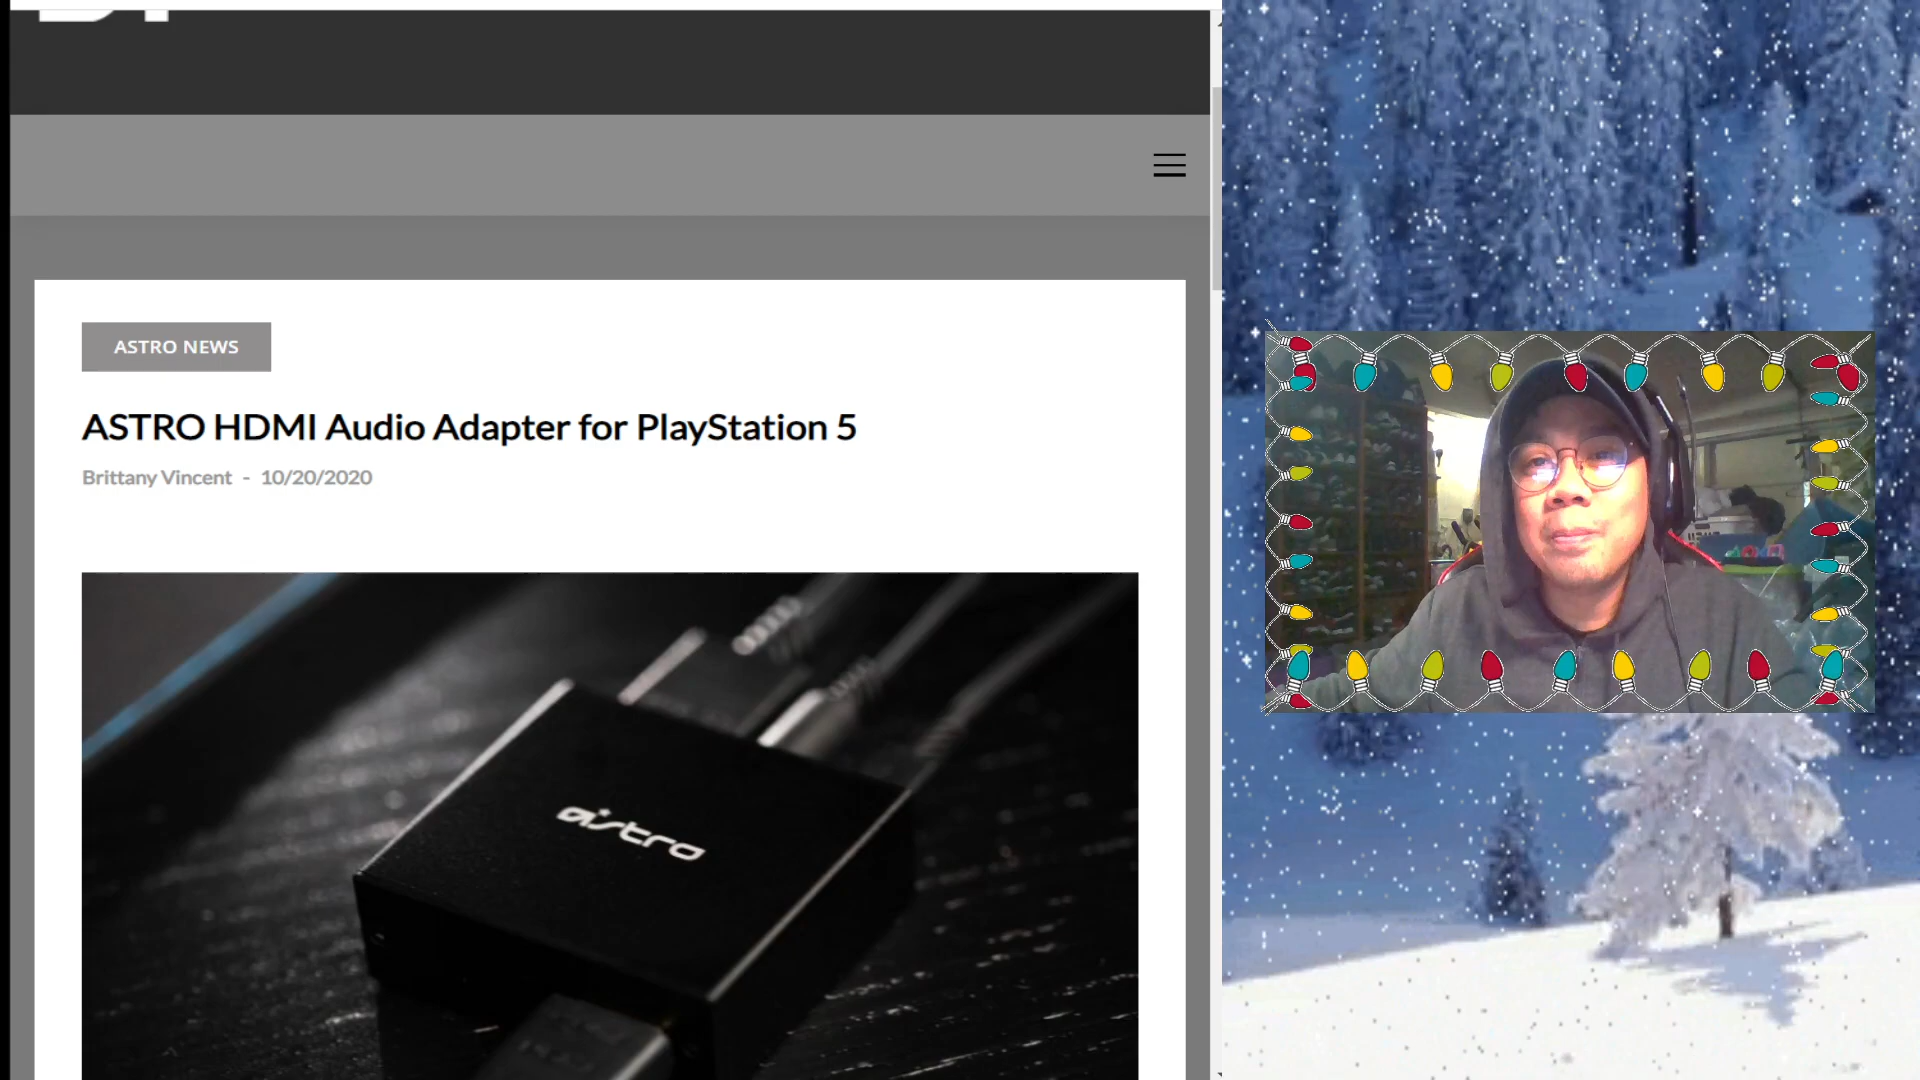 ASTRO NEWS
ASTRO HDMI Audio Adapter for PlayStation 5
Brittany Vincent - 10/20/2020
astro